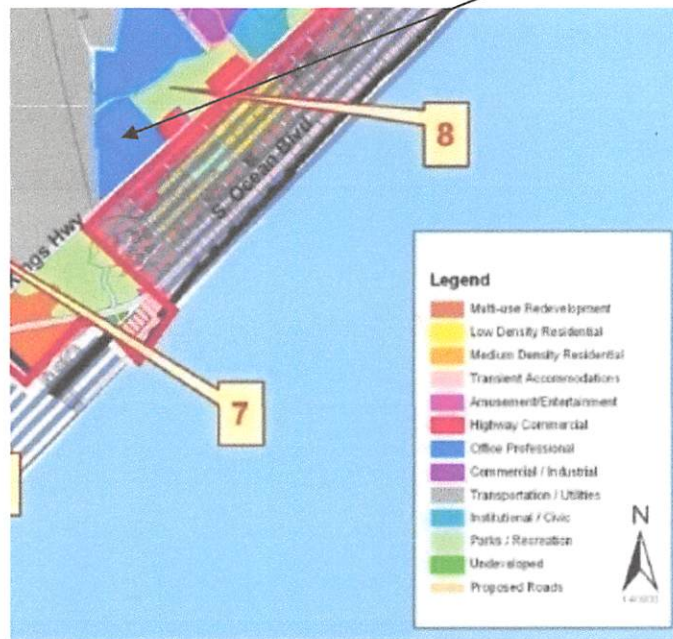 8
S. Ocean Blvd
Kings Hwy
7
Legend
Multi-use Redevelopment
Low Density Residential
Medium Density Residential
Transient Accommodations
Amusement/Entertainment
Highway Commercial
Office Professional
Commercial / Industrial
Transportation / Utilities
Institutional / Civic
Parks / Recreation
Undeveloped
Proposed Roads
N